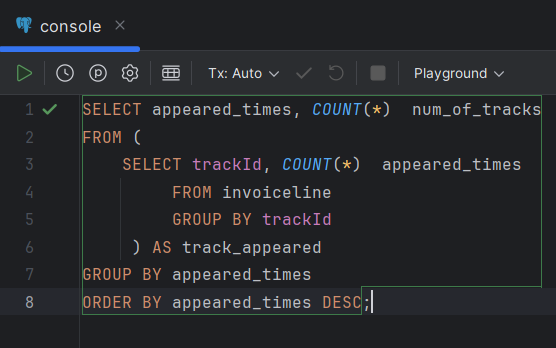 console
Tx: Auto
Playground
1 SELECT appeared_times, COUNT(*)  num_of_tracks
2 FROM (
3     SELECT trackId, COUNT(*)  appeared_times
4          FROM invoiceline
5          GROUP BY trackId
6      ) AS track_appeared
7 GROUP BY appeared_times
8 ORDER BY appeared_times DESC;